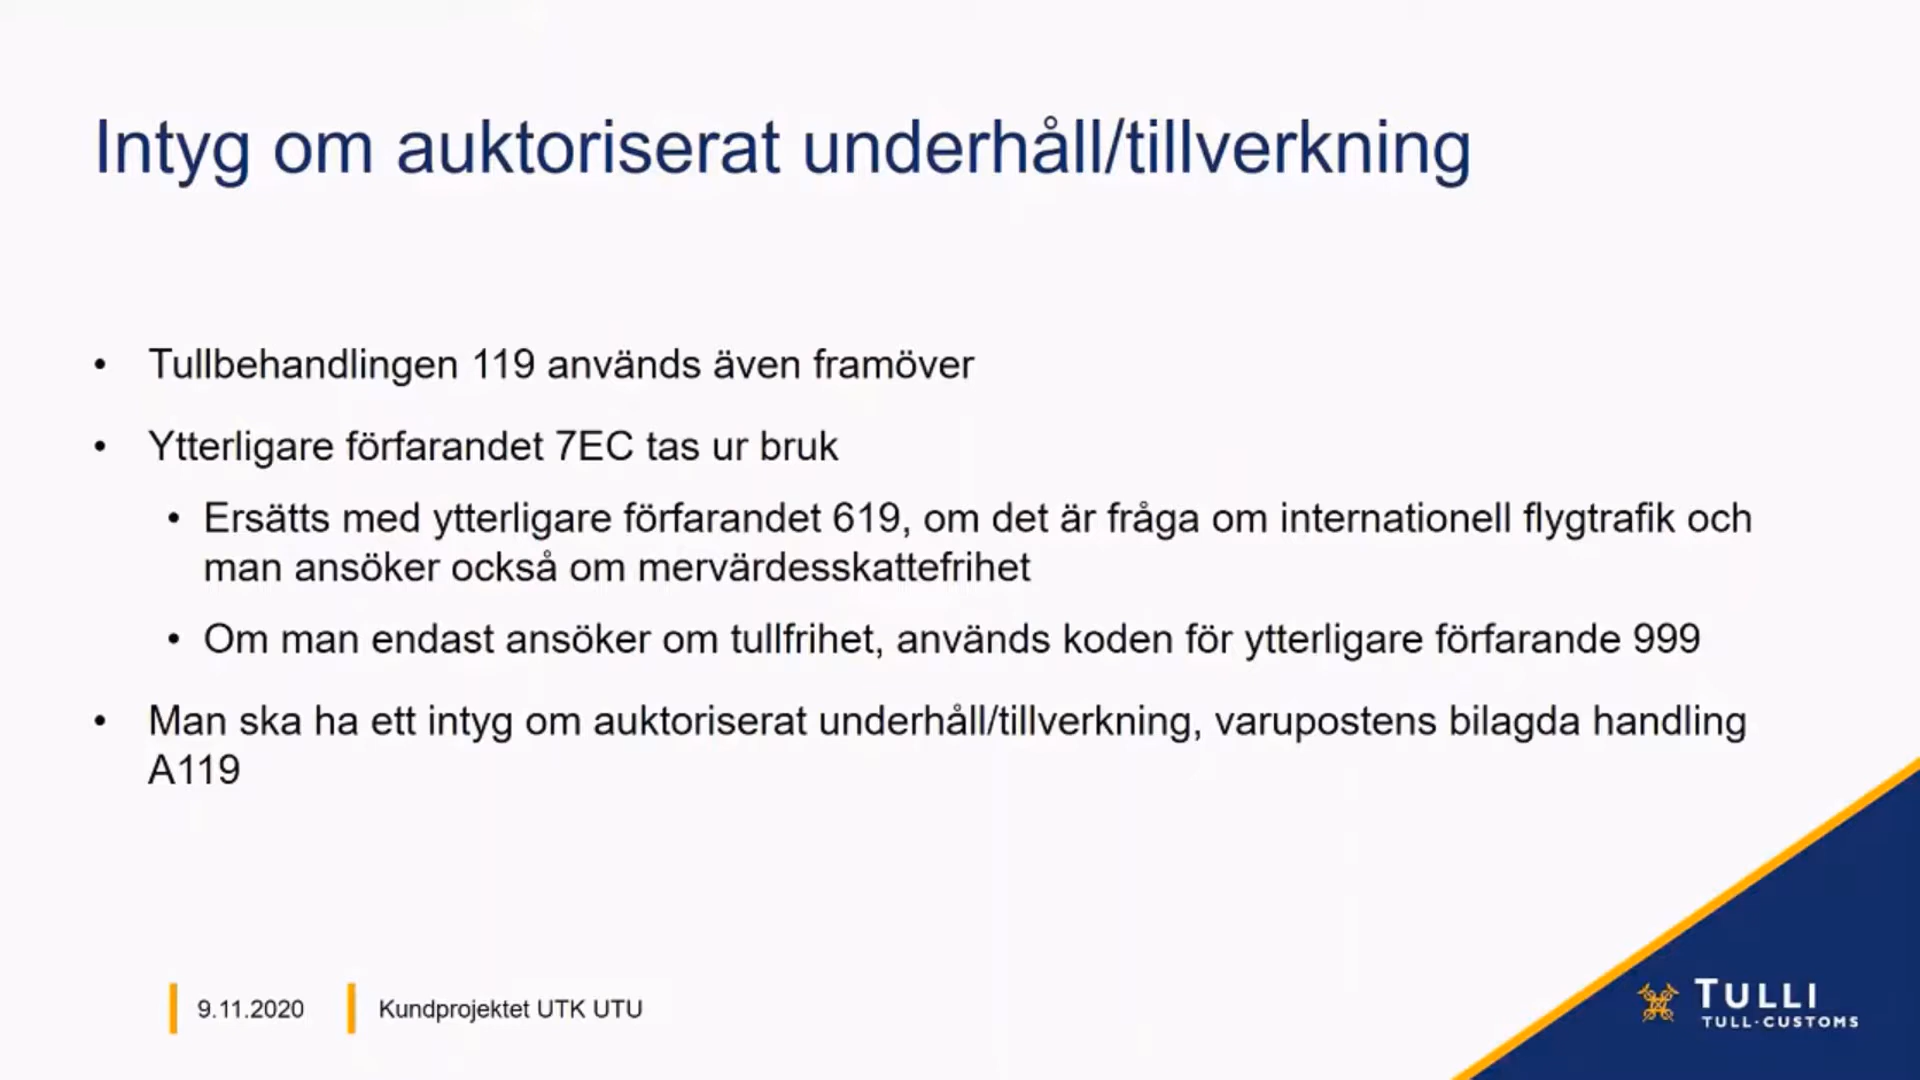 Intyg om auktoriserat underhåll/tillverkning
• Tullbehandlingen 119 används även framöver
• Ytterligare förfarandet 7EC tas ur bruk
• Ersätts med ytterligare förfarandet 619, om det är fråga om internationell flygtrafik och
man ansöker också om mervärdesskattefrihet
• Om man endast ansöker om tullfrihet, används koden för ytterligare förfarande 999
• Man ska ha ett intyg om auktoriserat underhåll/tillverkning, varupostens bilagda handling
A119
9.11.2020
Kundprojektet UTK UTU
TULLI
TULL·CUSTOMS